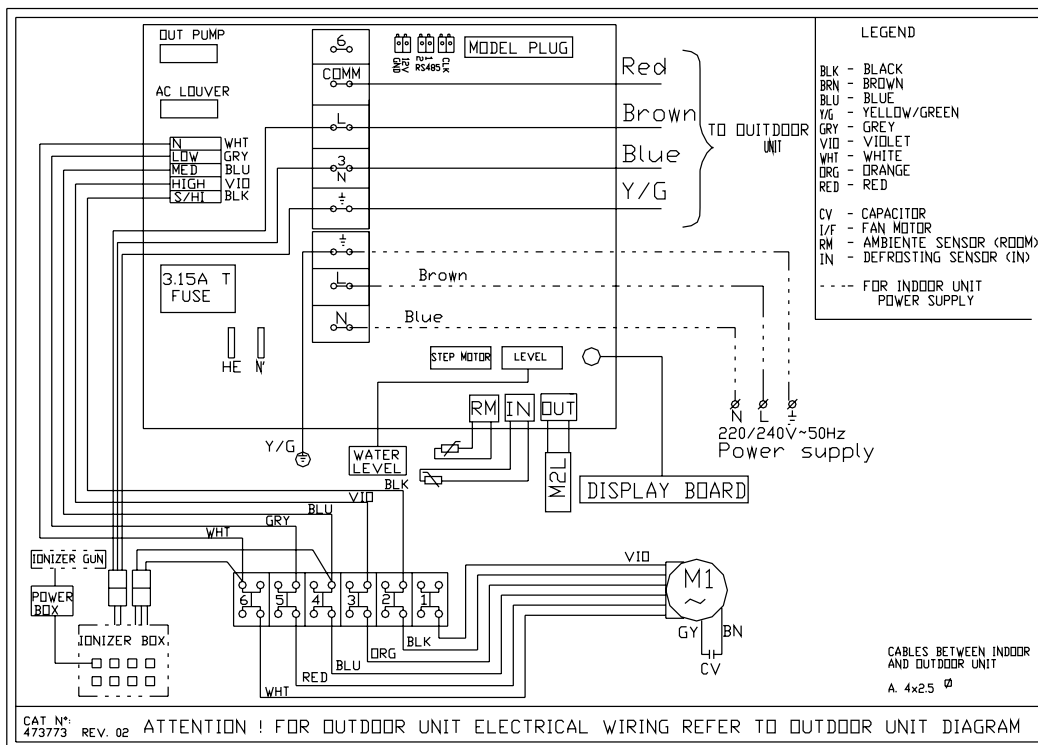 OUT PUMP
AC LOUVER
N WHT
LOW GRY
MED BLU
HIGH VIO
S/HI BLK
3.15A T
FUSE
HE N'
6
COMM
L
3
N
L
N
GND 12V
2 1
RS485
CLK
MODEL PLUG
Red
Brown
Blue
Y/G
TO OUITDOOR
UNIT
Brown
Blue
STEP MOTOR
LEVEL
RM
IN
OUT
Y/G
WATER
LEVEL
M2L
DISPLAY BOARD
N L
220/240V~50Hz
Power supply
LEGEND
BLK - BLACK
BRN - BROWN
BLU - BLUE
Y/G - YELLOW/GREEN
GRY - GREY
VIO - VIOLET
WHT - WHITE
ORG - ORANGE
RED - RED
CV - CAPACITOR
I/F - FAN MOTOR
RM - AMBIENTE SENSOR (ROOM)
IN - DEFROSTING SENSOR (IN)
---- FOR INDOOR UNIT
POWER SUPPLY
BLK
VIO
BLU
GRY
WHT
IONIZER GUN
POWER
BOX
IONIZER BOX
6 5 4 3 2 1
BLK
ORG
BLU
RED
WHT
VIO
M1
~
GY BN
CV
CABLES BETWEEN INDOOR
AND OUTDOOR UNIT
A. 4x2.5 Ø
CAT N°:
473773 REV. 02
ATTENTION ! FOR OUTDOOR UNIT ELECTRICAL WIRING REFER TO OUTDOOR UNIT DIAGRAM